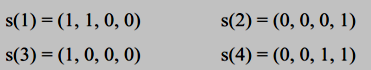 s(1) = (1, 1, 0, 0) s(2) = (0, 0, 0, 1)
s(3) = (1, 0, 0, 0) s(4) = (0, 0, 1, 1)